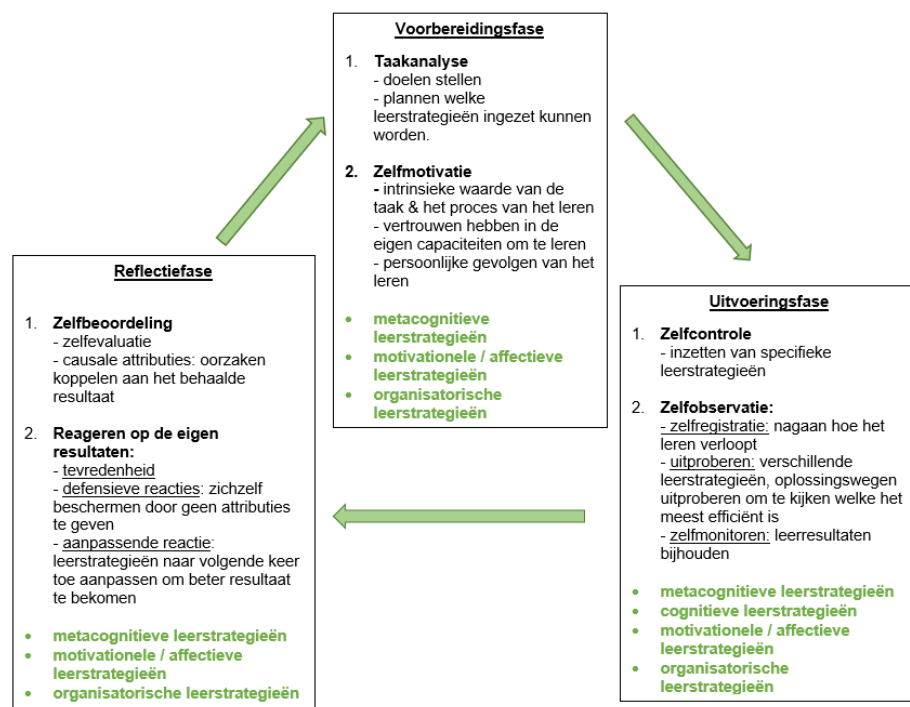 Voorbereidingsfase
1. Taakanalyse
- doelen stellen
- plannen welke
leerstrategieën ingezet kunnen
worden.
2. Zelfmotivatie
- intrinsieke waarde van de
taak & het proces van het leren
- vertrouwen hebben in de
eigen capaciteiten om te leren
- persoonlijke gevolgen van het
leren
• metacognitieve
leerstrategieën
• motivationele / affectieve
leerstrategieën
• organisatorische
leerstrategieën
Uitvoeringsfase
1. Zelfcontrole
- inzetten van specifieke
leerstrategieën
2. Zelfobservatie:
- zelfregistratie: nagaan hoe het
leren verloopt
- uitproberen: verschillende
leerstrategieën, oplossingswegen
uitproberen om te kijken welke het
meest efficiënt is
- zelfmonitoren: leerresultaten
bijhouden
• metacognitieve leerstrategieën
• cognitieve leerstrategieën
• motivationele / affectieve
leerstrategieën
• organisatorische
leerstrategieën
Reflectiefase
1. Zelfbeoordeling
- zelfevaluatie
- causale attributies: oorzaken
koppelen aan het behaalde
resultaat
2. Reageren op de eigen
resultaten:
- tevredenheid
- defensieve reacties: zichzelf
beschermen door geen attributies
te geven
- aanpassende reactie:
leerstrategieën naar volgende keer
toe aanpassen om beter resultaat
te bekomen
• metacognitieve leerstrategieën
• motivationele / affectieve
leerstrategieën
• organisatorische leerstrategieën